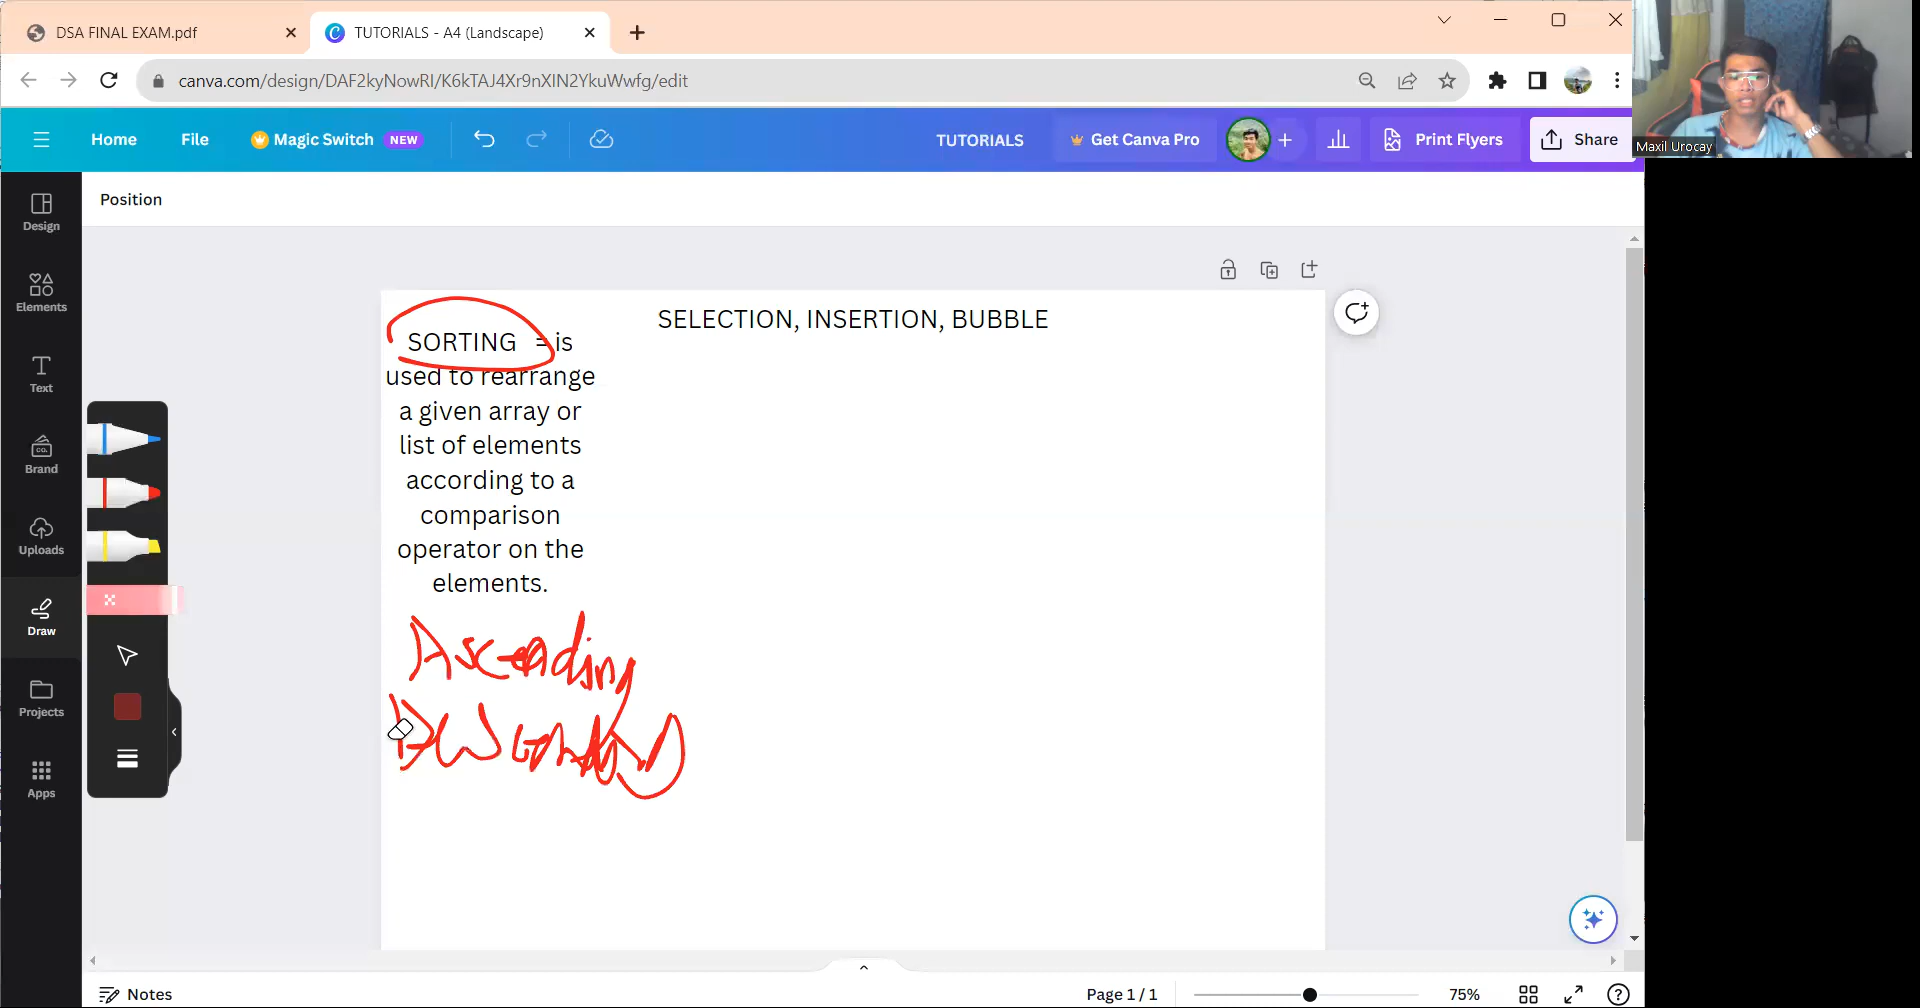 DSA FINAL EXAM.pdf
TUTORIALS - A4 (Landscape)
canva.com/design/DAF2kyNowRI/K6kTAJ4Xr9nXIN2YkuWwfg/edit
Home
File
Magic Switch NEW
TUTORIALS
Get Canva Pro
Print Flyers
Share
Maxil Urocay
Position
Design
Elements
Text
CO.
Brand
Uploads
Draw
Projects
Apps
SELECTION, INSERTION, BUBBLE
SORTING = is
used to rearrange
a given array or
list of elements
according to a
comparison
operator on the
elements.
Ascending
Notes
Page 1 / 1
75%